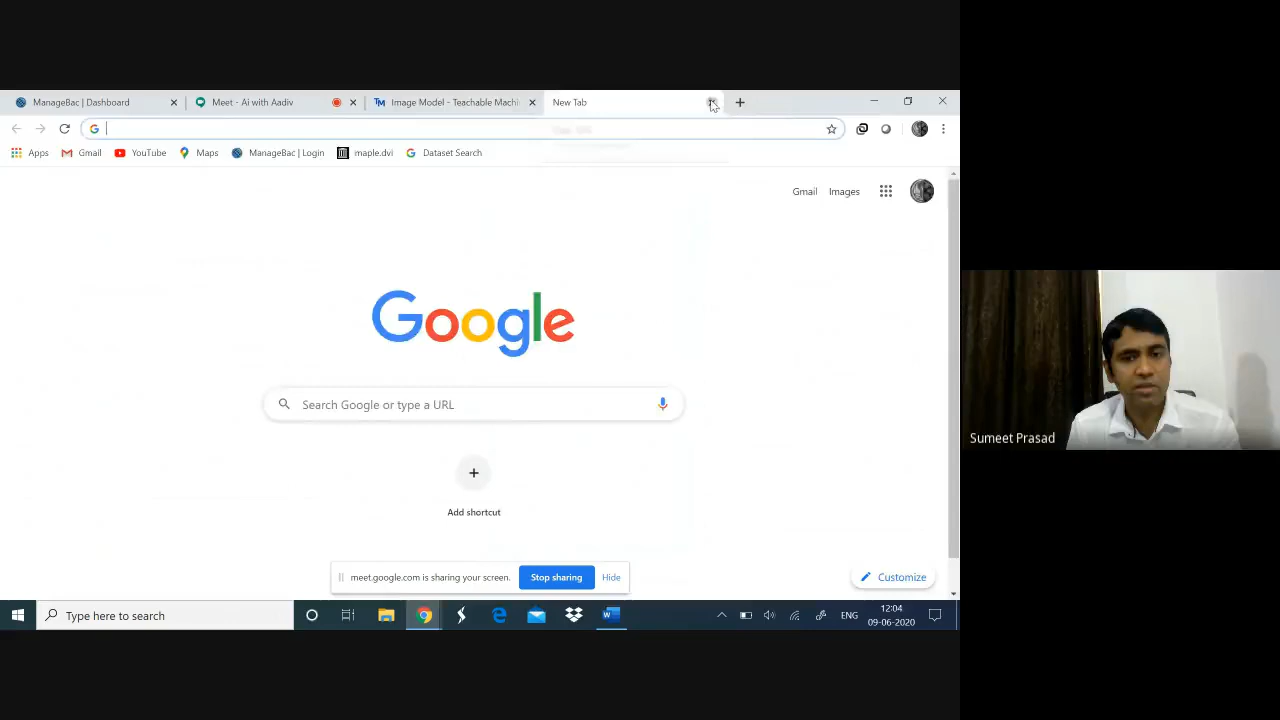 ManageBac | Dashboard
Meet - Ai with Aadiv
Image Model - Teachable Machi
New Tab
Apps
Gmail
YouTube
Maps
ManageBac | Login
maple.dvi
Dataset Search
Gmail
Images
Google
Search Google or type a URL
Add shortcut
meet.google.com is sharing your screen.
Stop sharing
Hide
Customize
Type here to search
ENG
12:04
09-06-2020
Sumeet Prasad